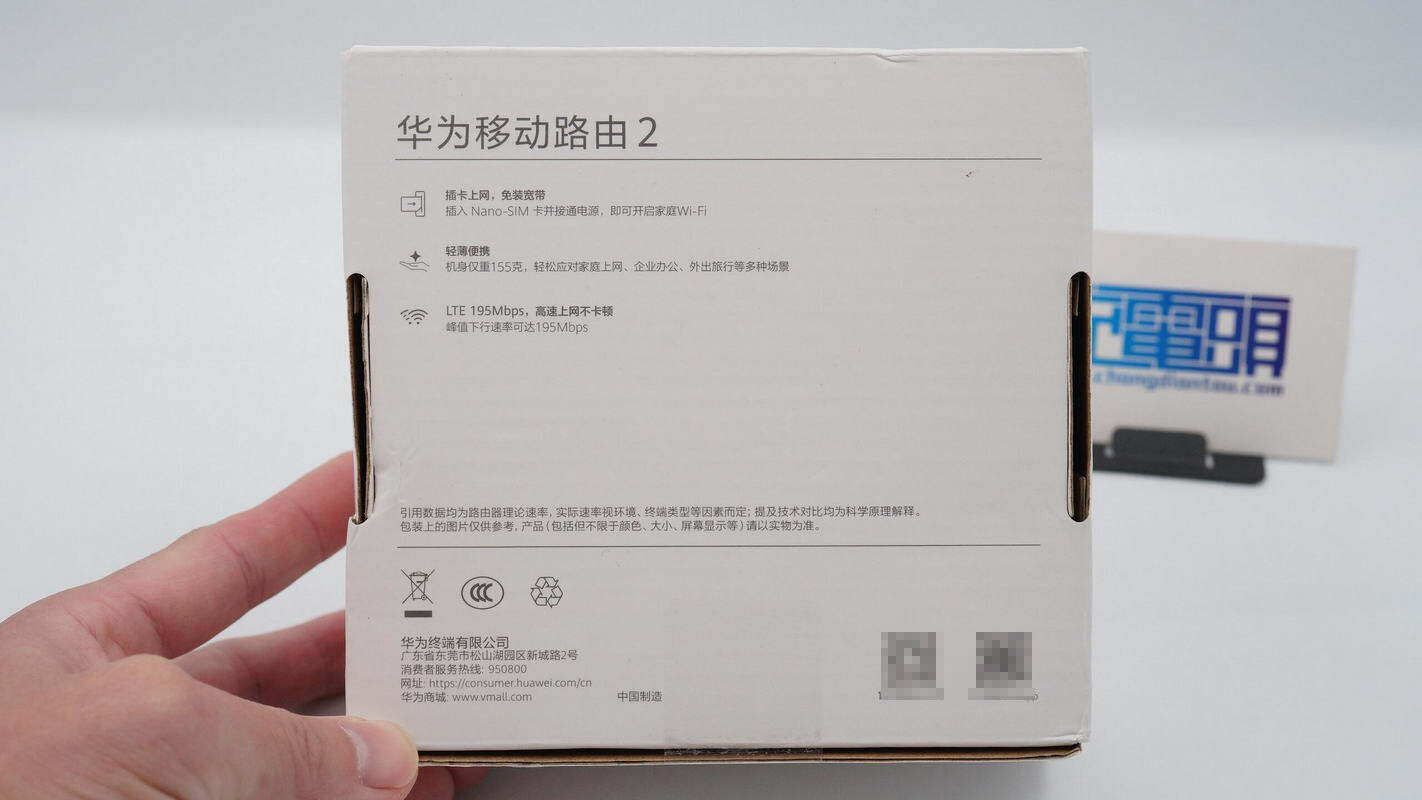 华为移动路由 2
插卡上网，免装宽带
插入 Nano-SIM 卡并接通电源，即可开启家庭Wi-Fi
轻薄便携
机身仅重155克，轻松应对家庭上网、企业办公、外出旅行等多种场景
LTE 195Mbps，高速上网不卡顿
峰值下行速率可达195Mbps
引用数据均为路由器理论速率，实际速率视环境、终端类型等因素而定；提及技术对比均为科学原理解释。
包装上的图片仅供参考，产品（包括但不限于颜色、大小、屏幕显示等）请以实物为准。
华为终端有限公司
广东省东莞市松山湖园区新城路2号
消费者服务热线: 950800
网址: https://consumer.huawei.com/cn
华为商城: www.vmall.com
中国制造
電頭
.chongdiantou.com